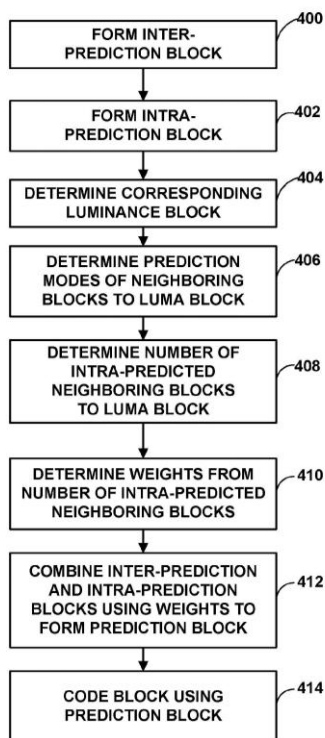 FORM INTER-
PREDICTION BLOCK
400
FORM INTRA-
PREDICTION BLOCK
402
DETERMINE CORRESPONDING
LUMINANCE BLOCK
404
DETERMINE PREDICTION
MODES OF NEIGHBORING
BLOCKS TO LUMA BLOCK
406
DETERMINE NUMBER OF
INTRA-PREDICTED
NEIGHBORING BLOCKS
TO LUMA BLOCK
408
DETERMINE WEIGHTS FROM
NUMBER OF INTRA-PREDICTED
NEIGHBORING BLOCKS
410
COMBINE INTER-PREDICTION
AND INTRA-PREDICTION
BLOCKS USING WEIGHTS TO
FORM PREDICTION BLOCK
412
CODE BLOCK USING
PREDICTION BLOCK
414